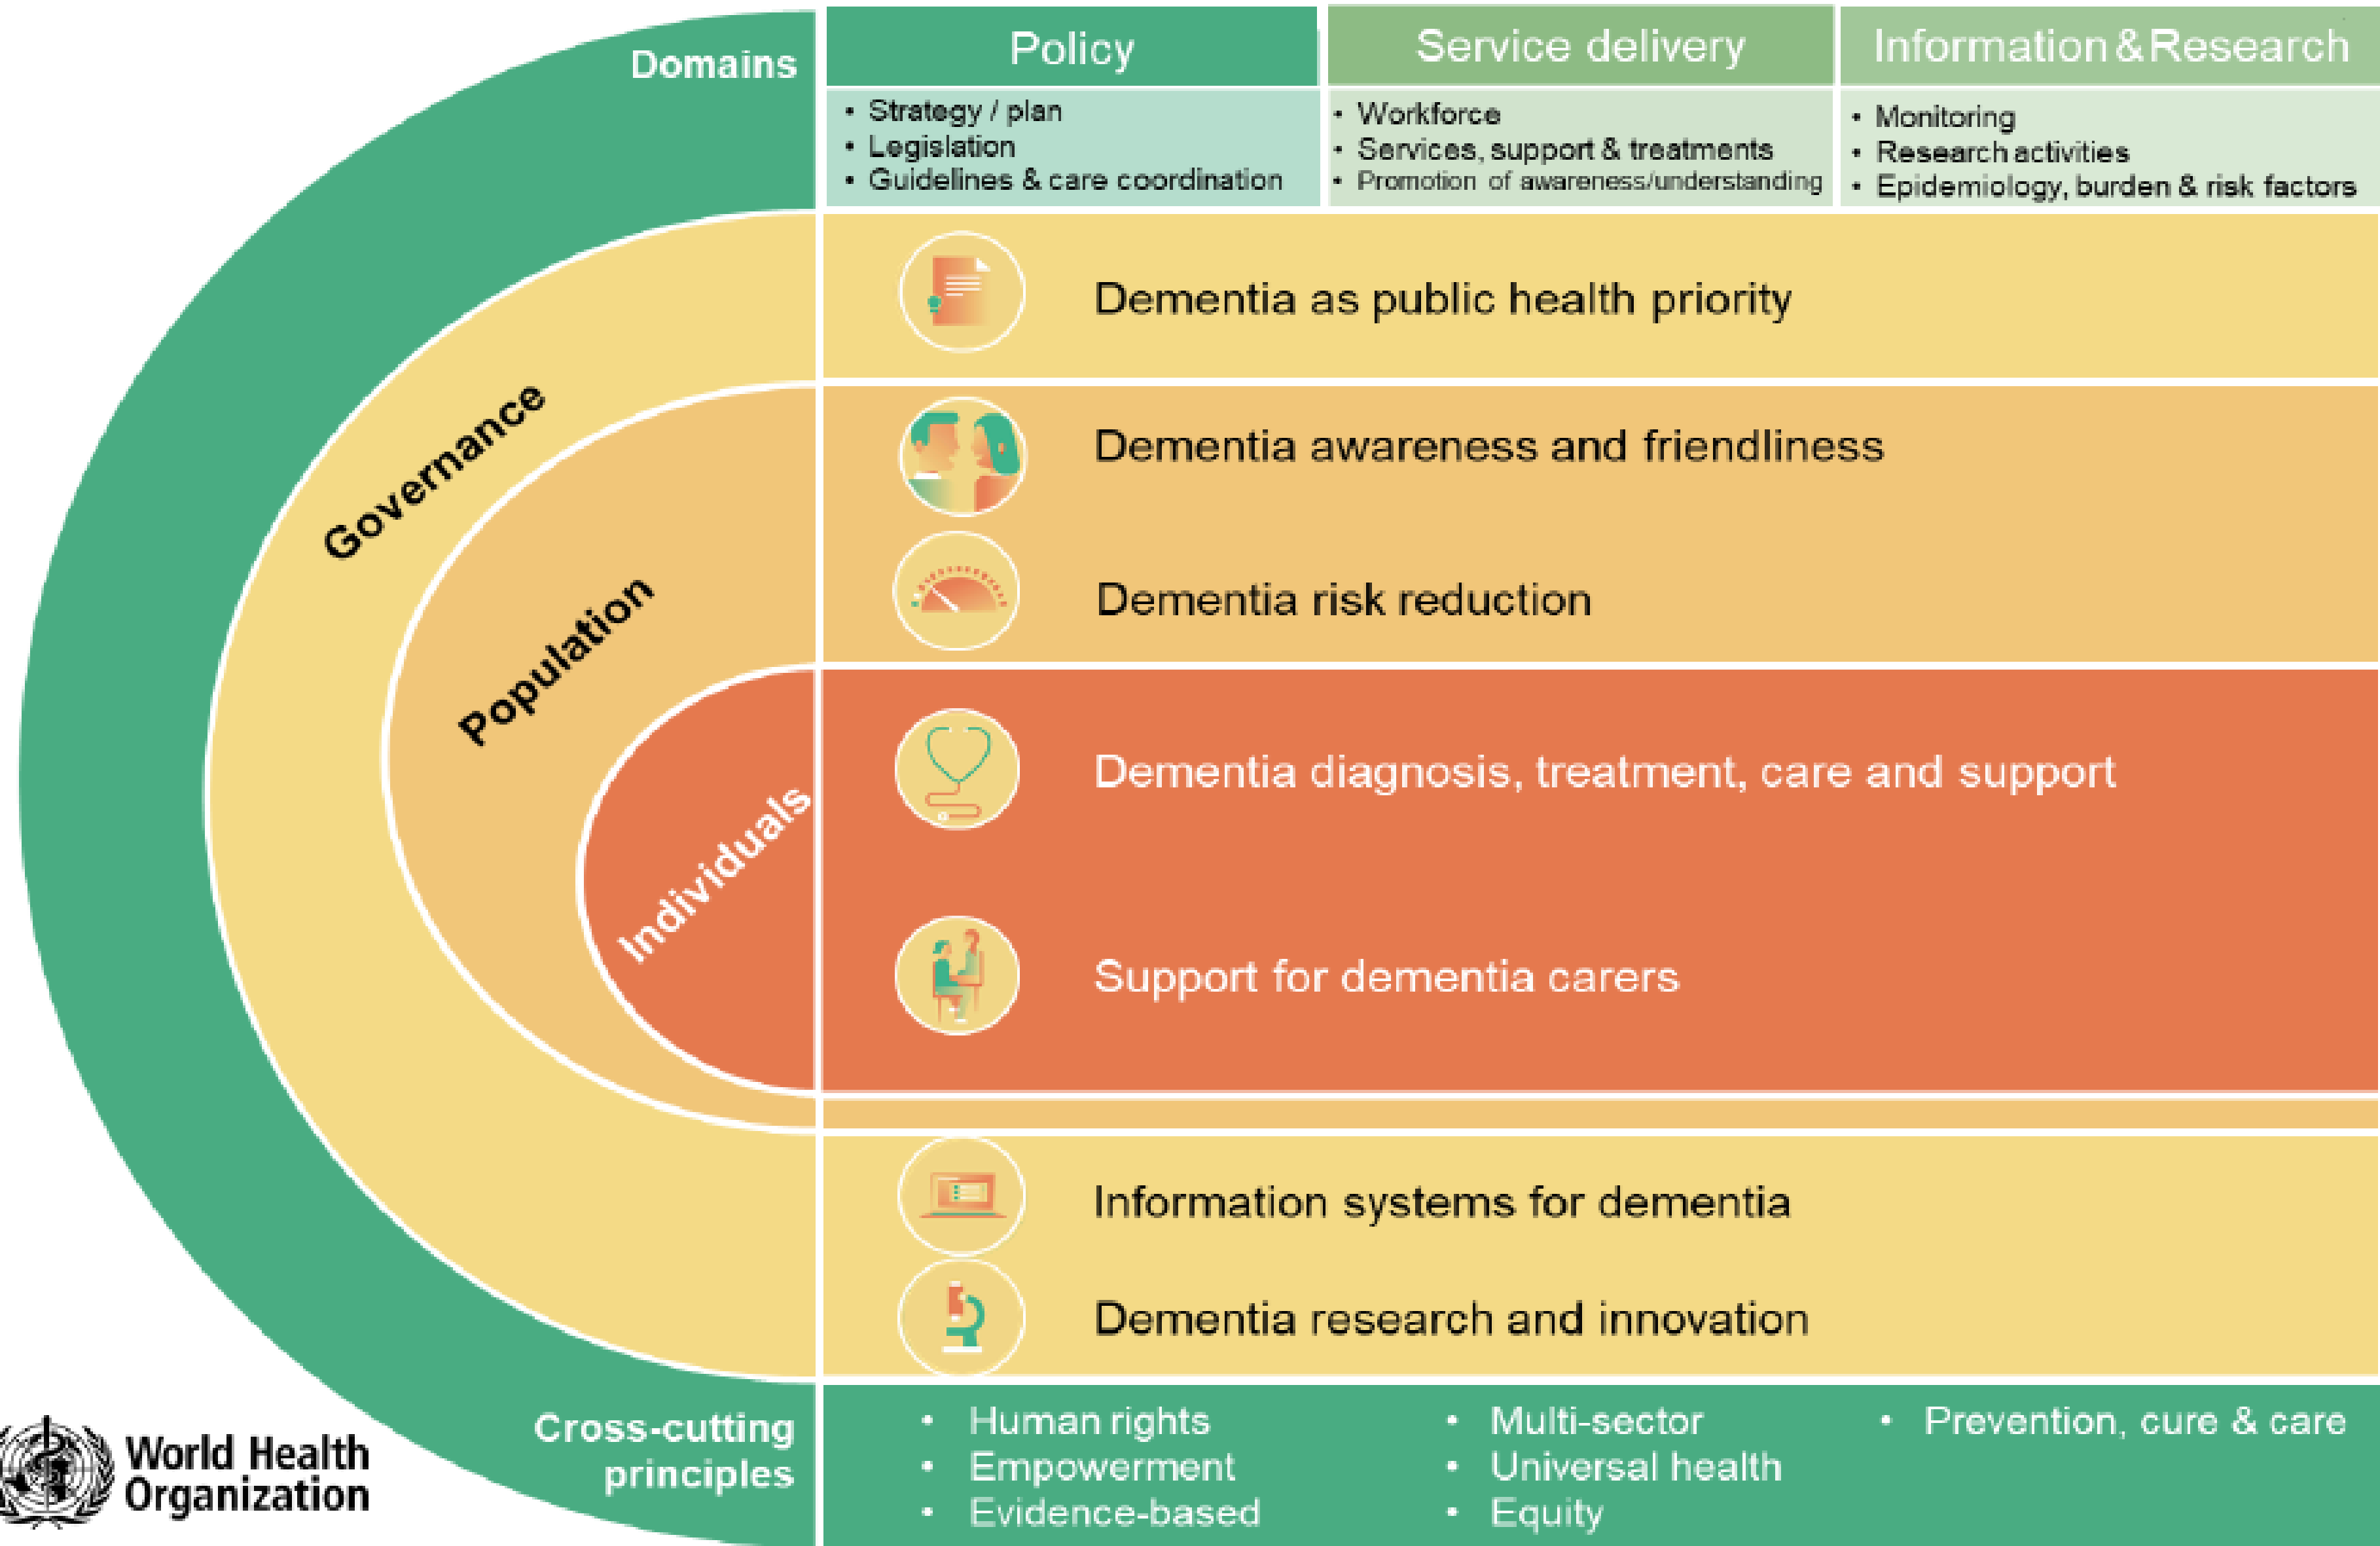 Domains
Policy
• Strategy / plan
• Legislation
• Guidelines & care coordination
Service delivery
• Workforce
• Services, support & treatments
• Promotion of awareness/understanding
Information & Research
• Monitoring
• Research activities
• Epidemiology, burden & risk factors
Governance
Dementia as public health priority
Population
Dementia awareness and friendliness
Dementia risk reduction
Individuals
Dementia diagnosis, treatment, care and support
Support for dementia carers
Information systems for dementia
Dementia research and innovation
Cross-cutting
principles
• Human rights
• Empowerment
• Evidence-based
• Multi-sector
• Universal health
• Equity
• Prevention, cure & care
World Health
Organization